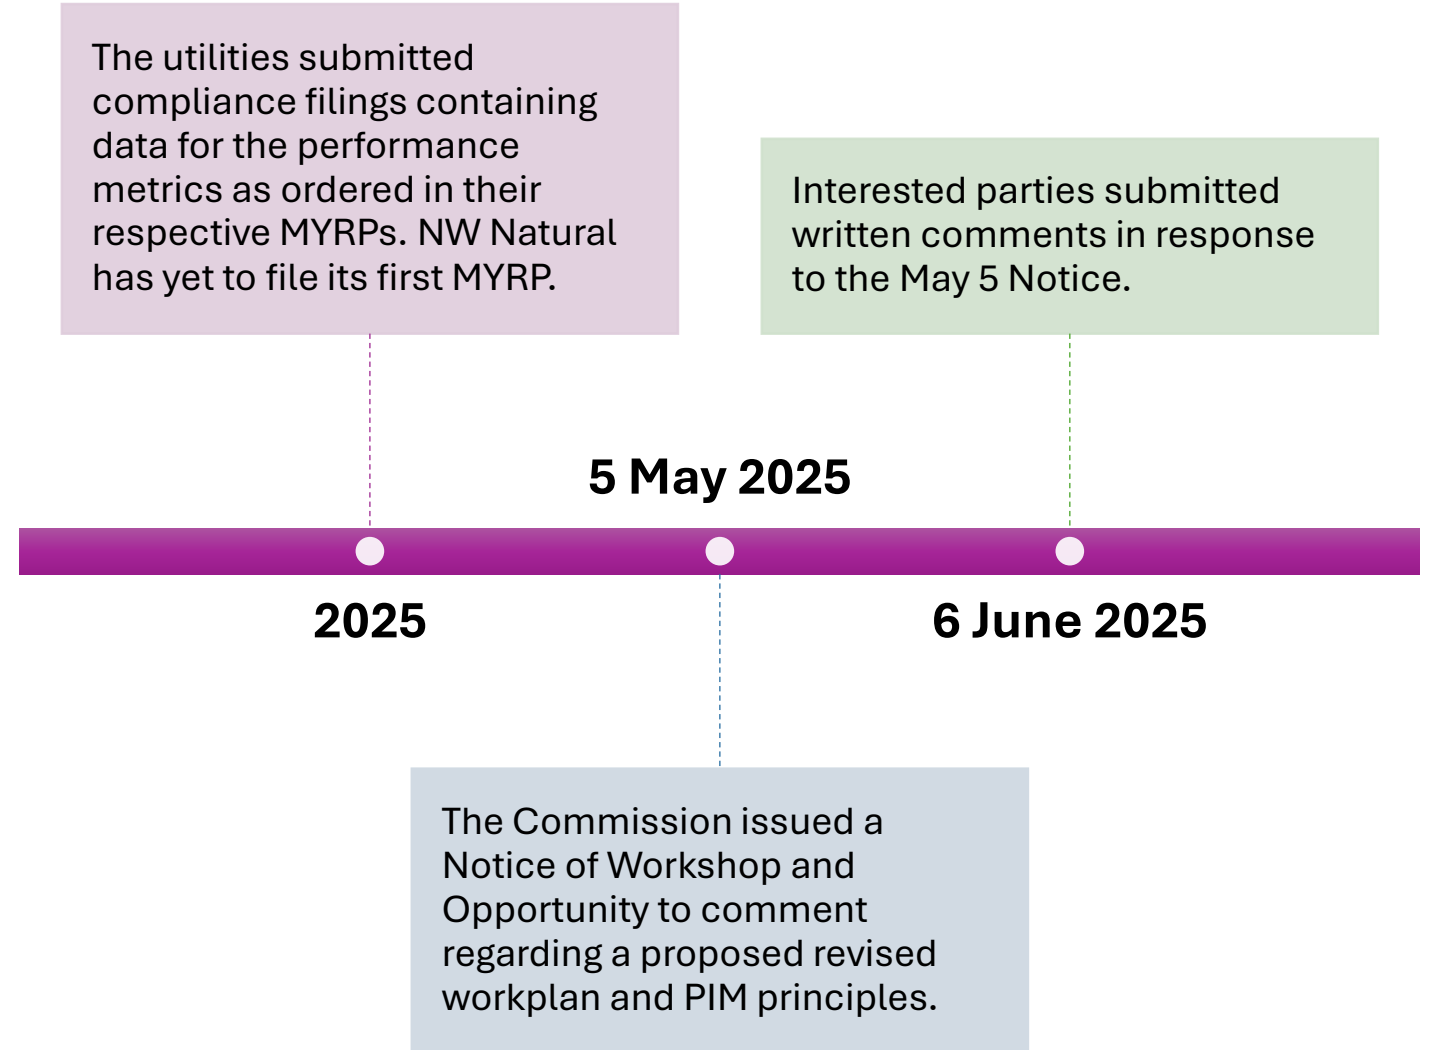 The utilities submitted
compliance filings containing
data for the performance
metrics as ordered in their
respective MYRPs. NW Natural
has yet to file its first MYRP.
Interested parties submitted
written comments in response
to the May 5 Notice.
5 May 2025
2025
6 June 2025
The Commission issued a
Notice of Workshop and
Opportunity to comment
regarding a proposed revised
workplan and PIM principles.